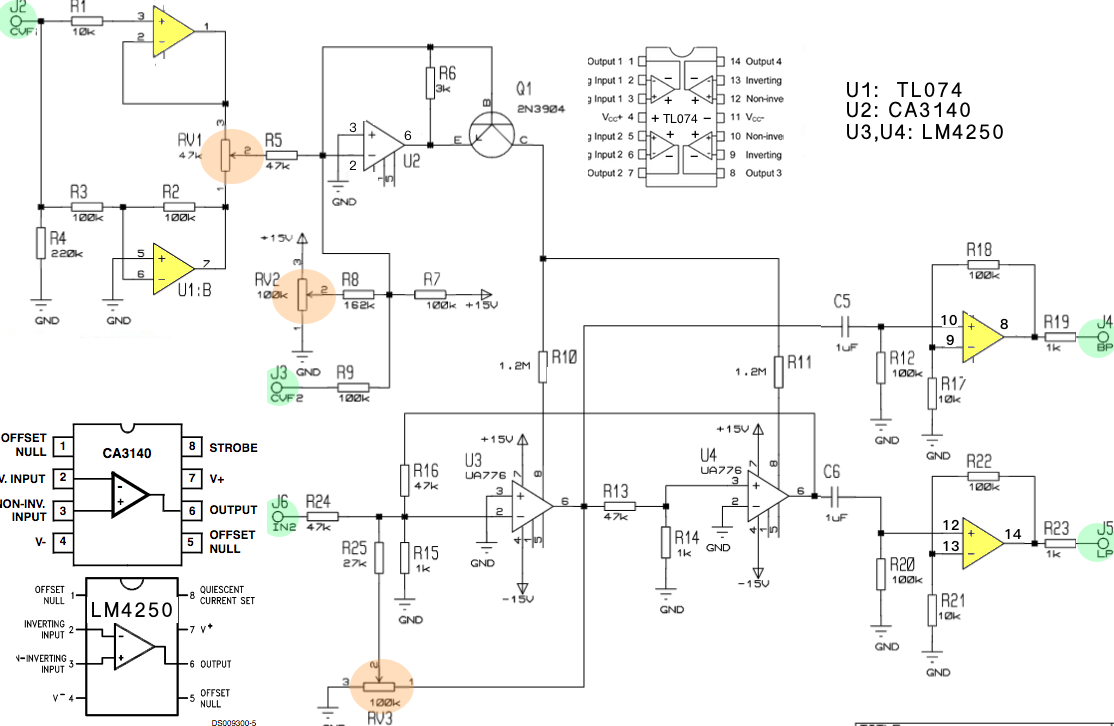 J2
CVF1
R1
10k
3
2
1
RV1
47k
3
2
1
R5
47k
R3
100k
R2
100k
R4
220k
5
6
7
U1:B
GND
GND
R6
3k
Q1
2N3904
B
E
C
3
2
6
U2
1
5
GND
+15V
RV2
100k
3
2
1
R8
162k
R7
100k
+15V
GND
J3
CVF2
R9
100k
Output 1 1
14 Output 4
g Input 1 2
13 Inverting
g Input 1 3
12 Non-inve
VCC+ 4
+ TL074 −
11 VCC-
g Input 2 5
10 Non-inve
g Input 2 6
9 Inverting
Output 2 7
8 Output 3
U1: TL074
U2: CA3140
U3,U4: LM4250
R10
1.2M
R11
1.2M
C5
1uF
R12
100k
GND
R18
100k
10
9
8
R17
10k
GND
R19
1k
J4
BP
OFFSET
NULL
1
CA3140
8
STROBE
V. INPUT
2
7
V+
NON-INV.
INPUT
3
6
OUTPUT
V-
4
5
OFFSET
NULL
J6
IN2
R24
47k
R16
47k
R25
27k
R15
1k
GND
+15V
U3
UA776
7
8
3
2
6
4
1
5
GND
-15V
R13
47k
R14
1k
GND
+15V
U4
UA776
7
8
3
2
6
4
1
5
GND
-15V
C6
1uF
R20
100k
GND
R22
100k
12
13
14
R21
10k
GND
R23
1k
J5
LP
OFFSET
NULL
1
LM4250
8
QUIESCENT
CURRENT SET
INVERTING
INPUT
2
7
V+
INPUT
3
6
OUTPUT
V−
4
5
OFFSET
NULL
DS009300-5
3
2
1
100k
RV3
GND